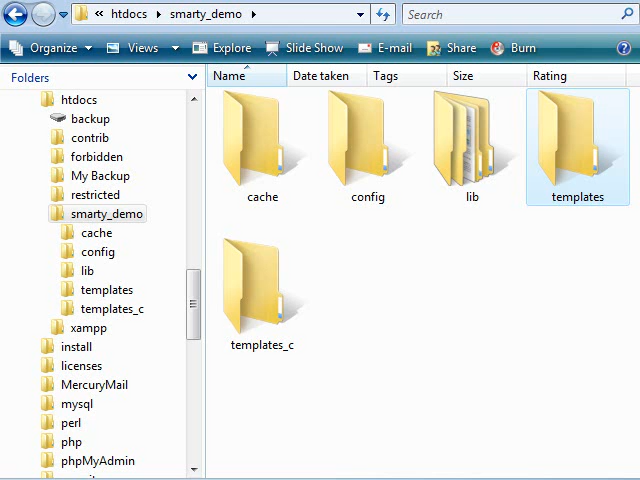 « htdocs smarty_demo Search
Organize Views Explore Slide Show E-mail Share Burn
Folders
htdocs
backup
contrib
forbidden
My Backup
restricted
smarty_demo
cache
config
lib
templates
templates_c
xampp
install
licenses
MercuryMail
mysql
perl
php
phpMyAdmin
Name Date taken Tags Size Rating
cache config lib templates
templates_c